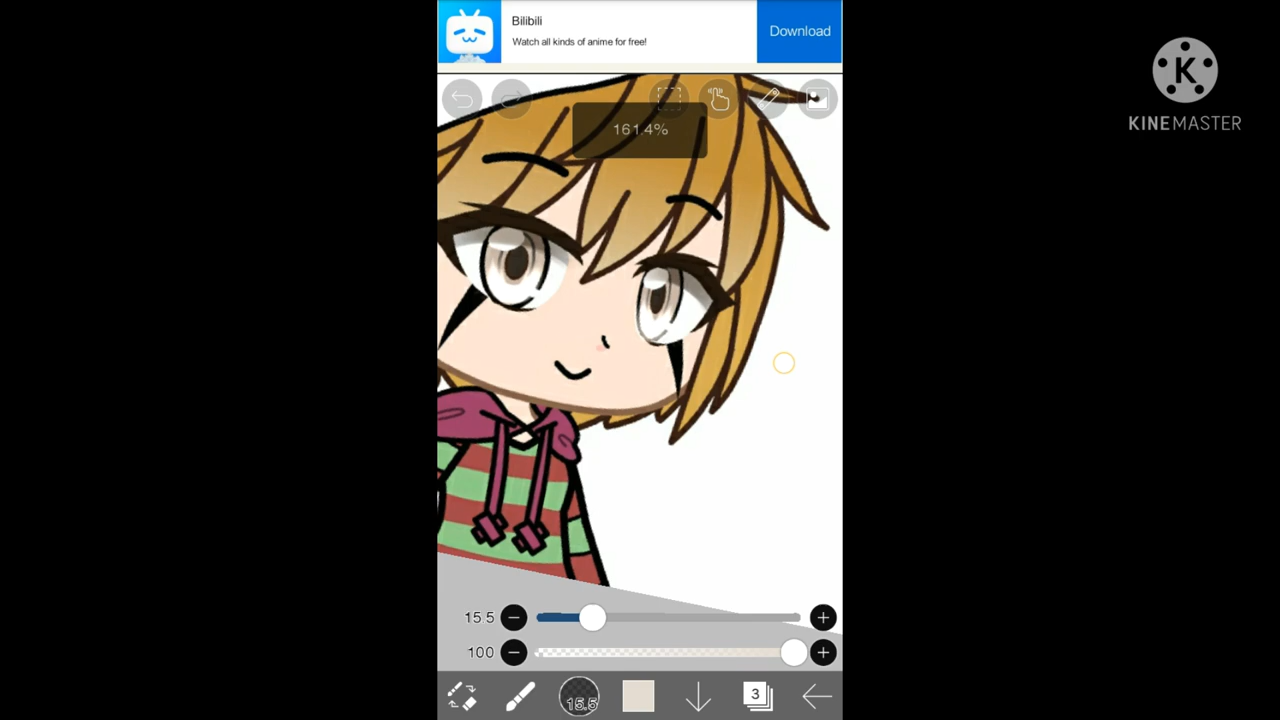 Bilibili
Watch all kinds of anime for free!
Download
161.4%
K
KINEMASTER
15.5
100
15.5
3